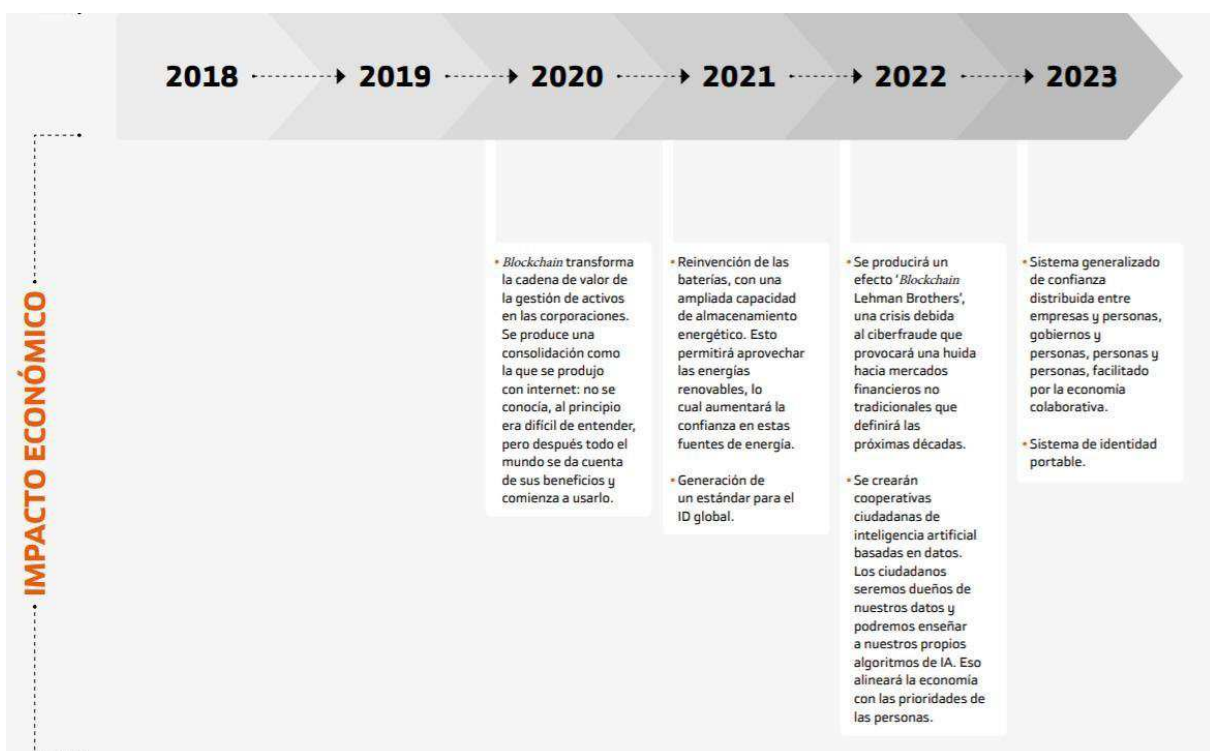 2018
2019
2020
2021
2022
2023
IMPACTO ECONÓMICO
• Blockchain transforma
la cadena de valor de
la gestión de activos
en las corporaciones.
Se produce una
consolidación como
la que se produjo
con internet: no se
conocía, al principio
era difícil de entender,
pero después todo el
mundo se da cuenta
de sus beneficios y
comienza a usarlo.
• Reinvención de las
baterías, con una
ampliada capacidad
de almacenamiento
energético. Esto
permitirá aprovechar
las energías
renovables, lo
cual aumentará la
confianza en estas
fuentes de energía.
• Generación de
un estándar para el
ID global.
• Se producirá un
efecto ‘Blockchain
Lehman Brothers’,
una crisis debida
al ciberfraude que
provocará una huida
hacia mercados
financieros no
tradicionales que
definirá las
próximas décadas.
• Se crearán
cooperativas
ciudadanas de
inteligencia artificial
basadas en datos.
Los ciudadanos
seremos dueños de
nuestros datos y
podremos enseñar
a nuestros propios
algoritmos de IA. Eso
alineará la economía
con las prioridades de
las personas.
• Sistema generalizado
de confianza
distribuida entre
empresas y personas,
gobiernos y
personas, personas y
personas, facilitado
por la economía
colaborativa.
• Sistema de identidad
portable.